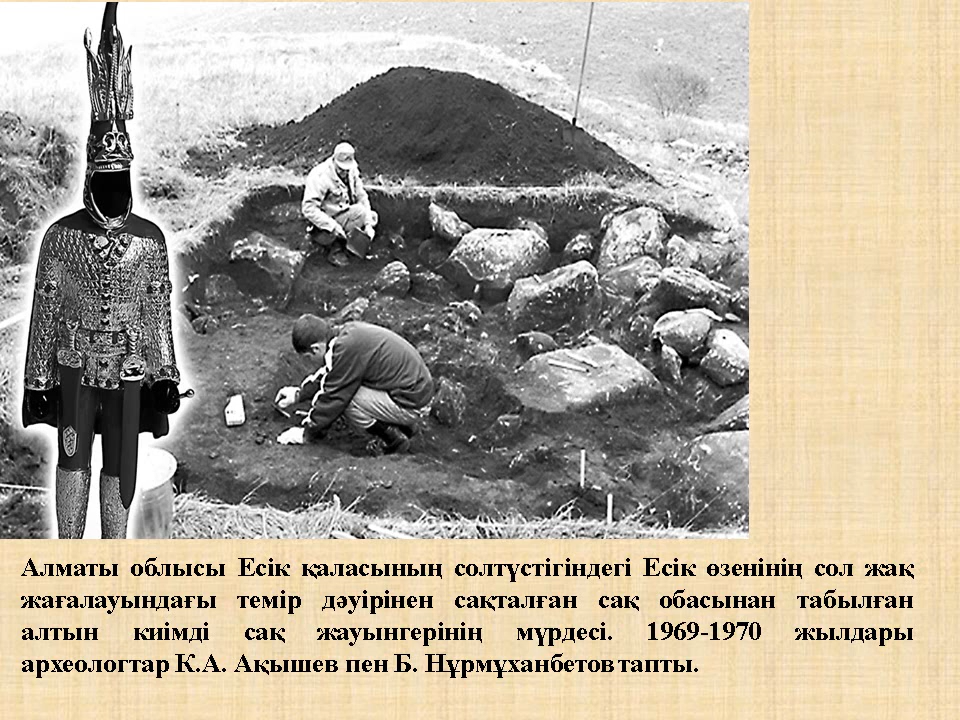 Алматы облысы Есік қаласының солтүстігіндегі Есік өзенінің сол жақ
жағалауындағы темір дәуірінен сақталған сақ обасынан табылған
алтын киімді сақ жауынгерінің мүрдесі. 1969-1970 жылдары
археологтар К.А. Ақышев пен Б. Нұрмұханбетов тапты.